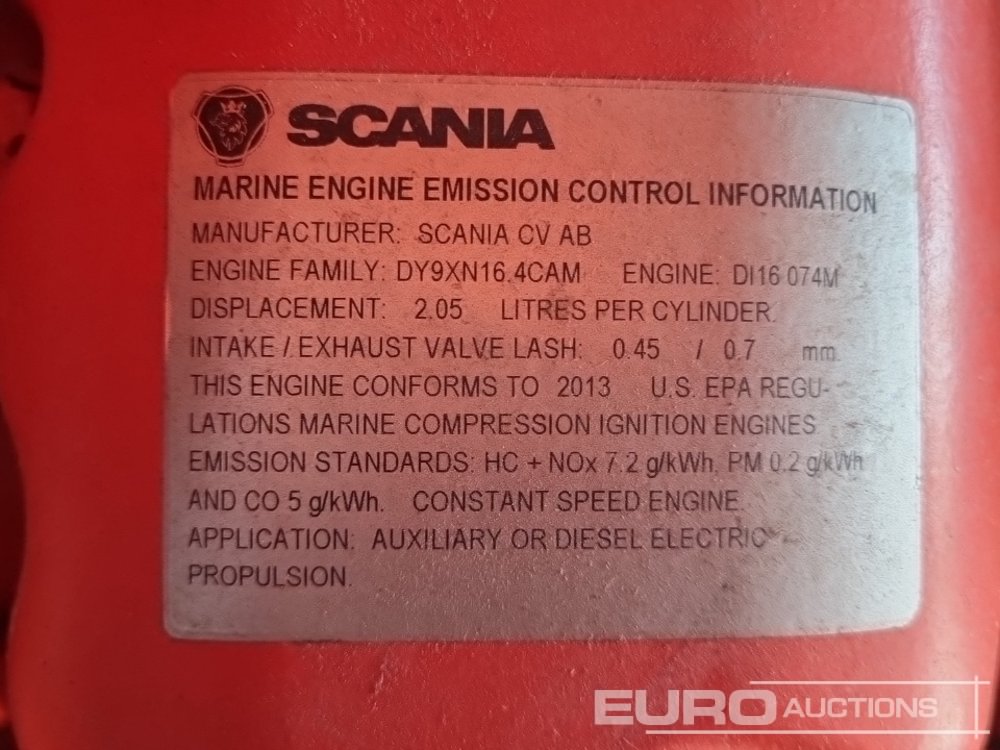 SCANIA
MARINE ENGINE EMISSION CONTROL INFORMATION
MANUFACTURER: SCANIA CV AB
ENGINE FAMILY: DY9XN16.4CAM ENGINE: DI16 074M
DISPLACEMENT: 2.05 LITRES PER CYLINDER.
INTAKE / EXHAUST VALVE LASH: 0.45 / 0.7 mm.
THIS ENGINE CONFORMS TO 2013 U.S. EPA REGU-
LATIONS MARINE COMPRESSION IGNITION ENGINES
EMISSION STANDARDS: HC + NOx 7.2 g/kWh, PM 0.2 g/kWh
AND CO 5 g/kWh. CONSTANT SPEED ENGINE.
APPLICATION: AUXILIARY OR DIESEL ELECTRIC
PROPULSION.
EURO AUCTIONS